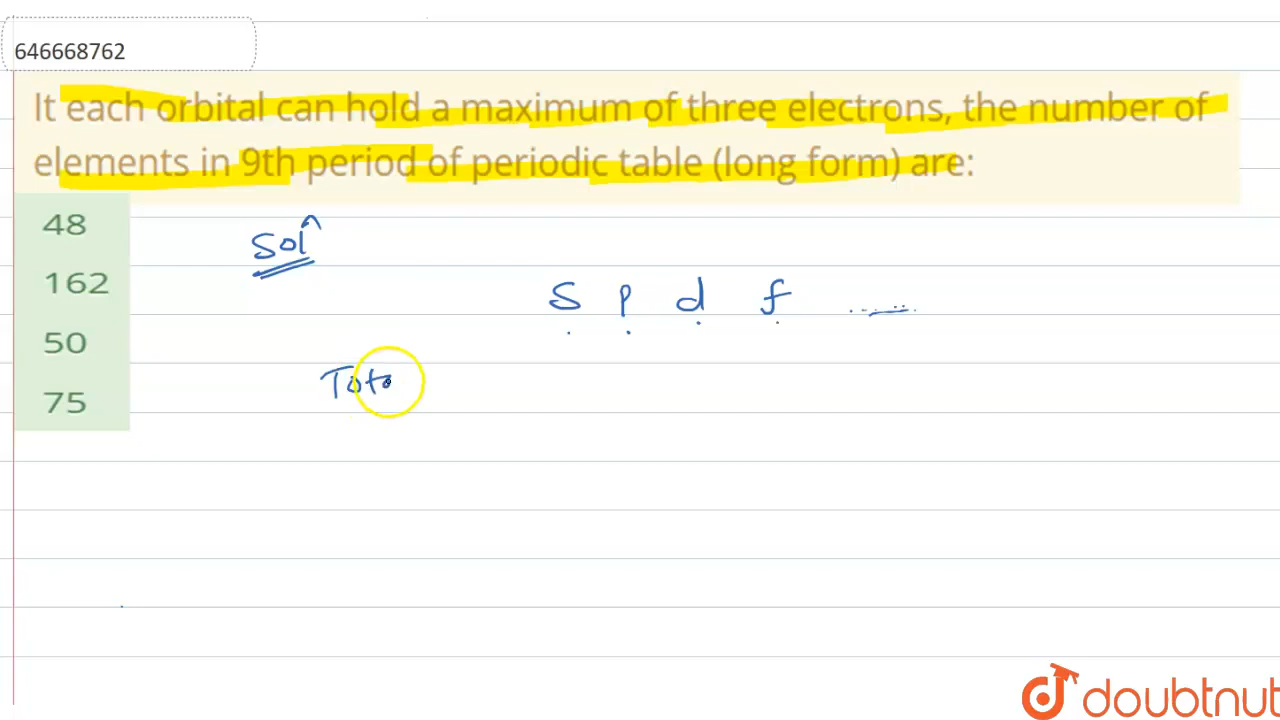 646668762
It each orbital can hold a maximum of three electrons, the number of
elements in 9th period of periodic table (long form) are:
48
162
50
75
Sol^n
S p d f ........
Tota
doubtnut